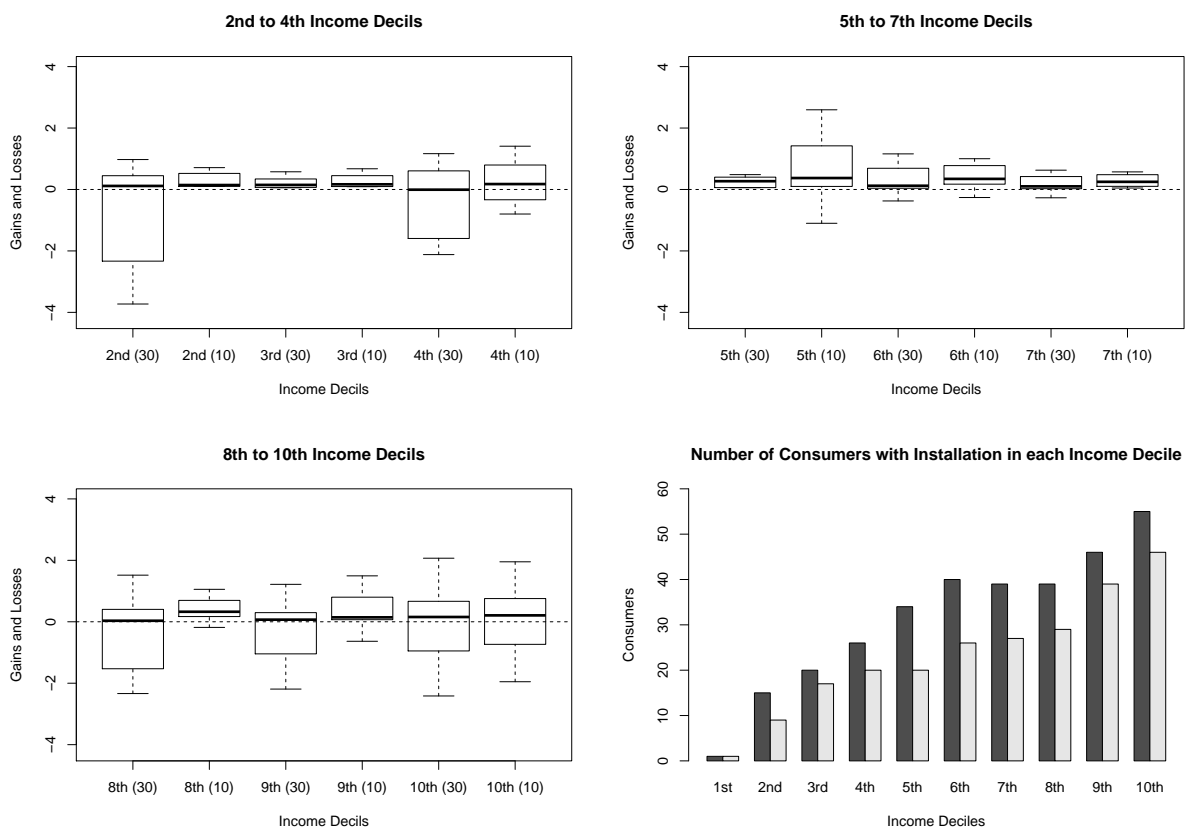 2nd to 4th Income Decils
Gains and Losses
4
2
0
−2
−4
2nd (30) 2nd (10) 3rd (30) 3rd (10) 4th (30) 4th (10)
Income Decils
5th to 7th Income Decils
Gains and Losses
4
2
0
−2
−4
5th (30) 5th (10) 6th (30) 6th (10) 7th (30) 7th (10)
Income Decils
8th to 10th Income Decils
Gains and Losses
4
2
0
−2
−4
8th (30) 8th (10) 9th (30) 9th (10) 10th (30) 10th (10)
Income Decils
Number of Consumers with Installation in each Income Decile
Consumers
60
50
40
30
20
10
0
1st 2nd 3rd 4th 5th 6th 7th 8th 9th 10th
Income Deciles